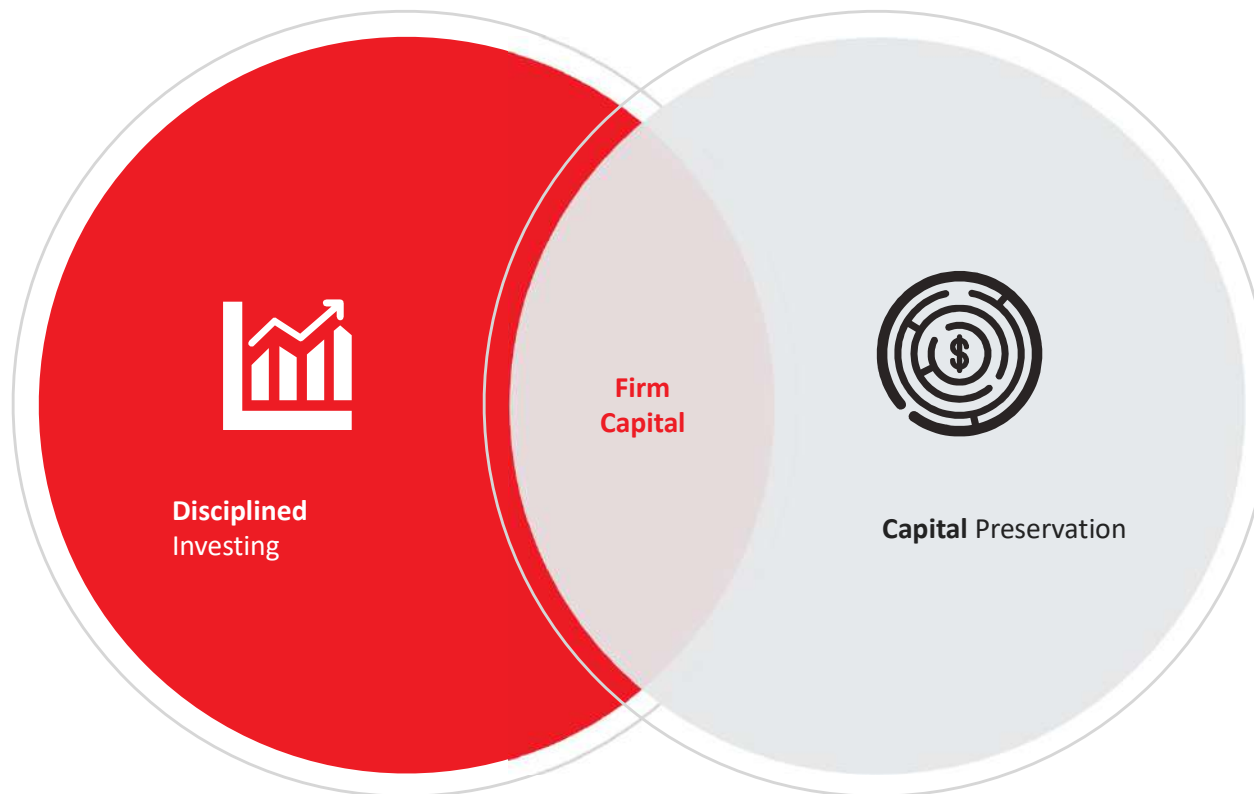 Disciplined
Investing
Firm
Capital
$
Capital Preservation